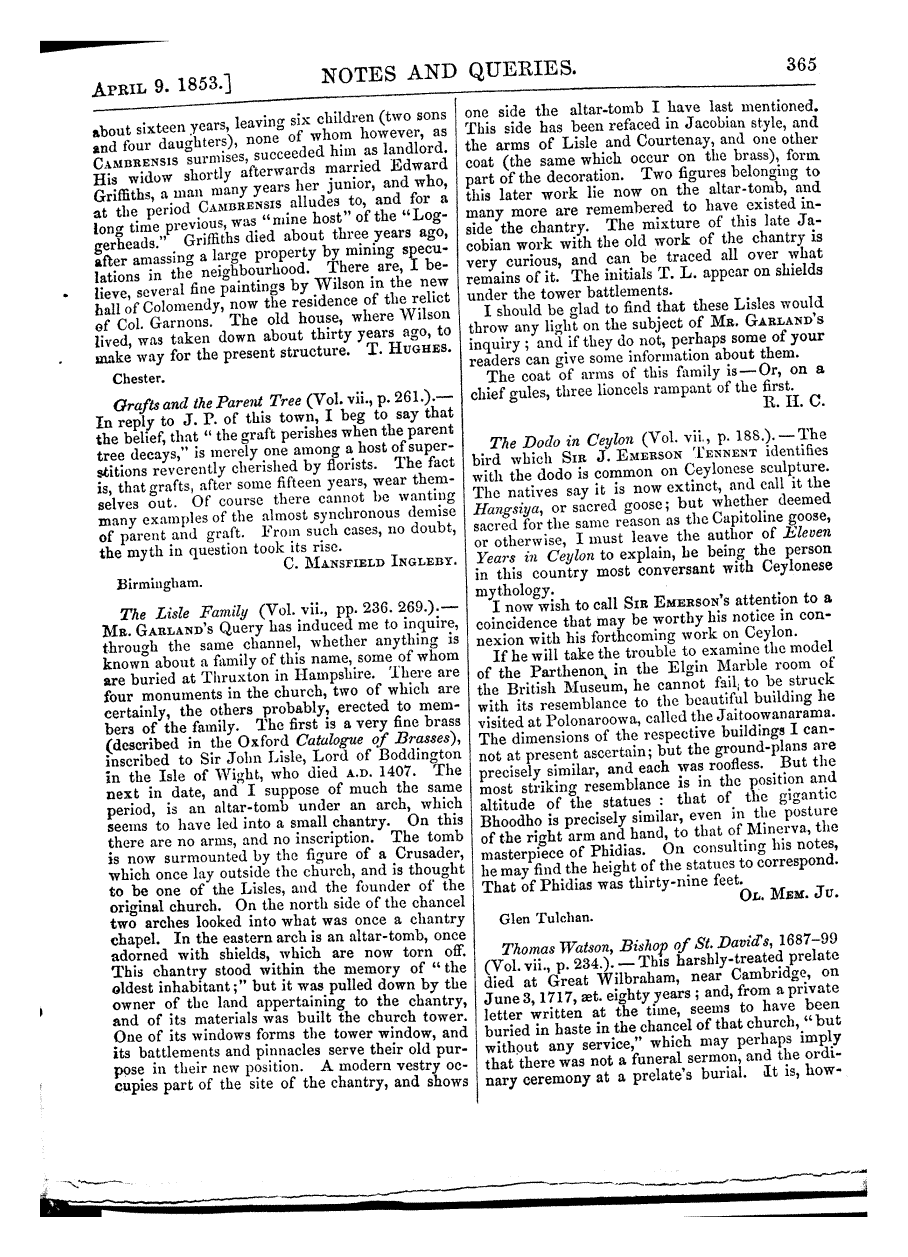 APRIL 9. 1853.] NOTES AND QUERIES. 365
about sixteen years, leaving six children (two sons
and four daughters), none of whom however, as
CAMBRENSIS surmises, succeeded him as landlord.
His widow shortly afterwards married Edward
Griffiths, a man many years her junior, and who,
at the period CAMBRENSIS alludes to, and for a
long time previous, was "mine host" of the "Log-
gerheads." Griffiths died about three years ago,
after amassing a large property by mining specu-
lations in the neighbourhood. There are, I be-
lieve, several fine paintings by Wilson in the new
hall of Colomendy, now the residence of the relict
of Col. Garnons. The old house, where Wilson
lived, was taken down about thirty years ago, to
make way for the present structure. T. HUGHES.
Chester.
Grafts and the Parent Tree (Vol. vii., p. 261.).—
In reply to J. P. of this town, I beg to say that
the belief, that "the graft perishes when the parent
tree decays," is merely one among a host of super-
stitions reverently cherished by florists. The fact
is, that grafts, after some fifteen years, wear them-
selves out. Of course there cannot be wanting
many examples of the almost synchronous demise
of parent and graft. From such cases, no doubt,
the myth in question took its rise.
C. MANSFIELD INGLEBY.
Birmingham.
The Lisle Family (Vol. vii., pp. 236. 269.).—
MR. GARLAND'S Query has induced me to inquire,
through the same channel, whether anything is
known about a family of this name, some of whom
are buried at Thruxton in Hampshire. There are
four monuments in the church, two of which are
certainly, the others probably, erected to mem-
bers of the family. The first is a very fine brass
(described in the Oxford Catalogue of Brasses),
inscribed to Sir John Lisle, Lord of Boddington
in the Isle of Wight, who died A.D. 1407. The
next in date, and I suppose of much the same
period, is an altar-tomb under an arch, which
seems to have led into a small chantry. On this
there are no arms, and no inscription. The tomb
is now surmounted by the figure of a Crusader,
which once lay outside the church, and is thought
to be one of the Lisles, and the founder of the
original church. On the north side of the chancel
two arches looked into what was once a chantry
chapel. In the eastern arch is an altar-tomb, once
adorned with shields, which are now torn off.
This chantry stood within the memory of "the
oldest inhabitant;" but it was pulled down by the
owner of the land appertaining to the chantry,
and of its materials was built the church tower.
One of its windows forms the tower window, and
its battlements and pinnacles serve their old pur-
pose in their new position. A modern vestry oc-
cupies part of the site of the chantry, and shows
one side the altar-tomb I have last mentioned.
This side has been refaced in Jacobian style, and
the arms of Lisle and Courtenay, and one other
coat (the same which occur on the brass), form
part of the decoration. Two figures belonging to
this later work lie now on the altar-tomb, and
many more are remembered to have existed in-
side the chantry. The mixture of this late Ja-
cobian work with the old work of the chantry is
very curious, and can be traced all over what
remains of it. The initials T. L. appear on shields
under the tower battlements.
I should be glad to find that these Lisles would
throw any light on the subject of MR. GARLAND'S
inquiry; and if they do not, perhaps some of your
readers can give some information about them.
The coat of arms of this family is—Or, on a
chief gules, three lioncels rampant of the first.
R. H. C.
The Dodo in Ceylon (Vol. vii., p. 188.).—The
bird which SIR J. EMERSON TENNENT identifies
with the dodo is common on Ceylonese sculpture.
The natives say it is now extinct, and call it the
Hangsiya, or sacred goose; but whether deemed
sacred for the same reason as the Capitoline goose,
or otherwise, I must leave the author of Eleven
Years in Ceylon to explain, he being the person
in this country most conversant with Ceylonese
mythology.
I now wish to call SIR EMERSON'S attention to a
coincidence that may be worthy his notice in con-
nexion with his forthcoming work on Ceylon.
If he will take the trouble to examine the model
of the Parthenon, in the Elgin Marble room of
the British Museum, he cannot fail to be struck
with its resemblance to the beautiful building he
visited at Polonaroowa, called the Jaitoowanarama.
The dimensions of the respective buildings I can-
not at present ascertain; but the ground-plans are
precisely similar, and each was roofless. But the
most striking resemblance is in the position and
altitude of the statues: that of the gigantic
Bhoodho is precisely similar, even in the posture
of the right arm and hand, to that of Minerva, the
masterpiece of Phidias. On consulting his notes,
he may find the height of the statues to correspond.
That of Phidias was thirty-nine feet.
OL. MEM. JU.
Glen Tulchan.
Thomas Watson, Bishop of St. David's, 1687-99
(Vol. vii., p. 234.).—This harshly-treated prelate
died at Great Wilbraham, near Cambridge, on
June 3, 1717, æt. eighty years; and, from a private
letter written at the time, seems to have been
buried in haste in the chancel of that church, "but
without any service," which may perhaps imply
that there was not a funeral sermon, and the ordi-
nary ceremony at a prelate's burial. It is, how-